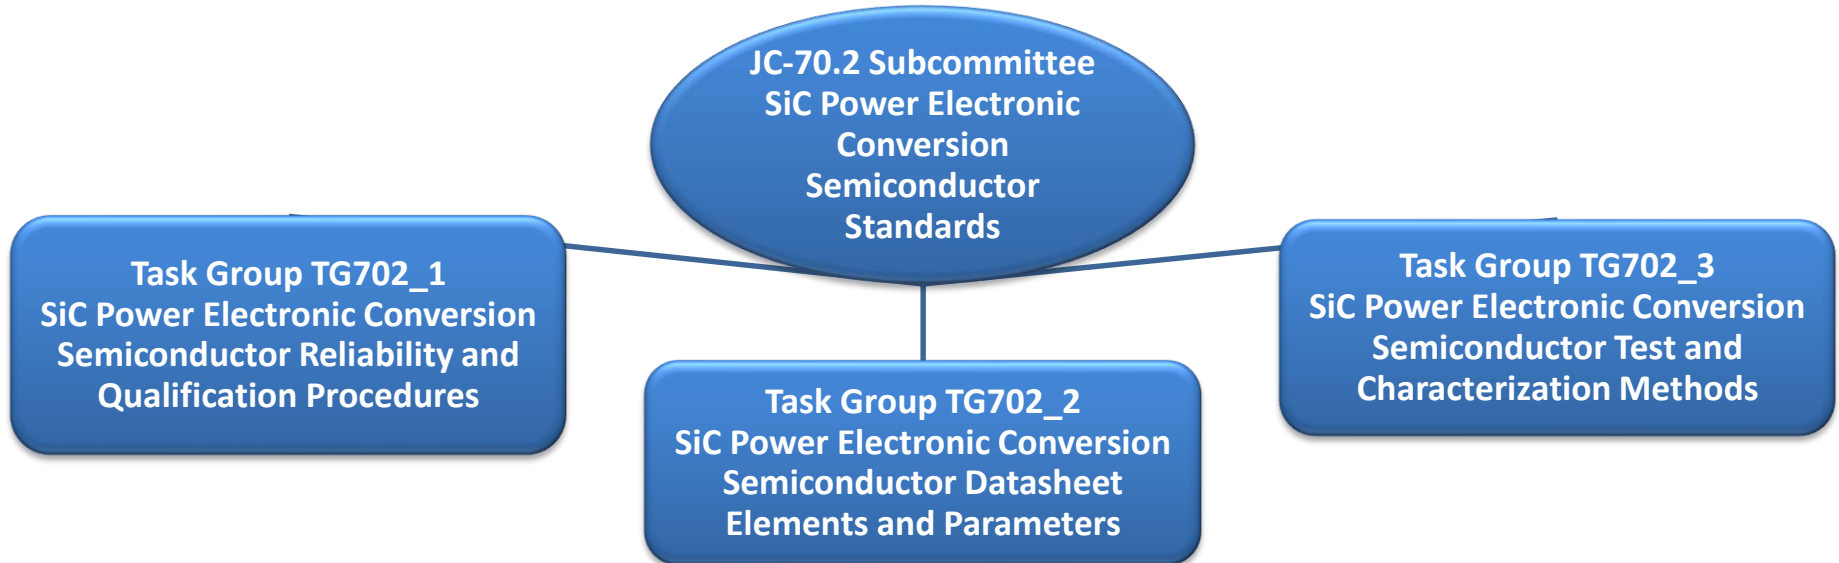 JC-70.2 Subcommittee
SiC Power Electronic
Conversion
Semiconductor
Standards
Task Group TG702_1
SiC Power Electronic Conversion
Semiconductor Reliability and
Qualification Procedures
Task Group TG702_2
SiC Power Electronic Conversion
Semiconductor Datasheet
Elements and Parameters
Task Group TG702_3
SiC Power Electronic Conversion
Semiconductor Test and
Characterization Methods